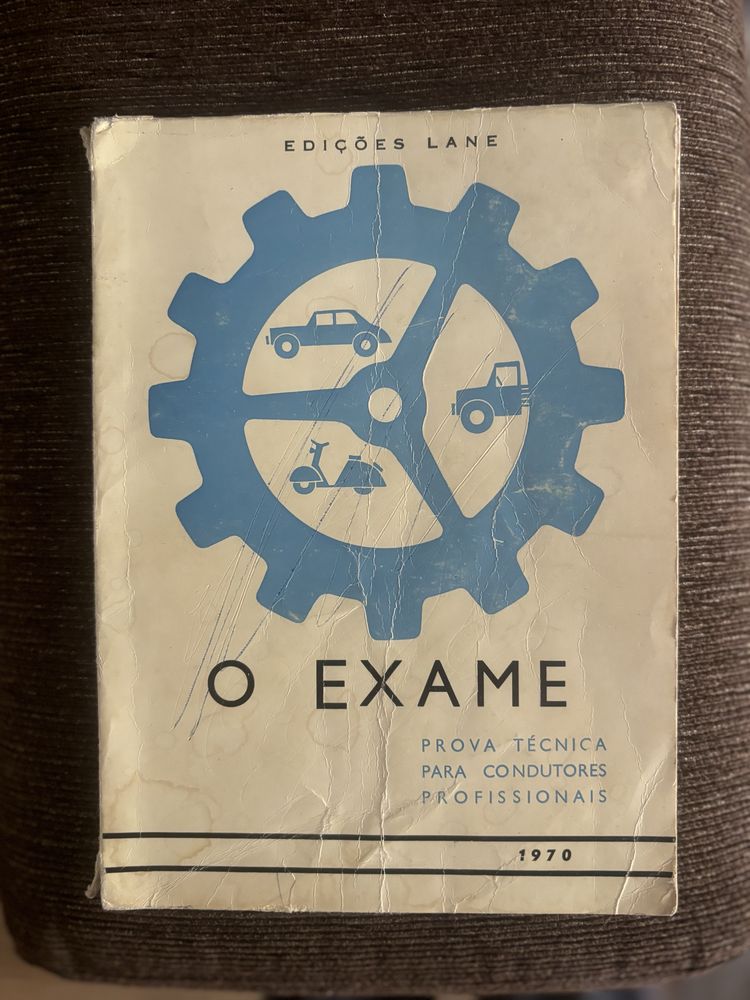 EDIÇÕES LANE
O EXAME
PROVA TÉCNICA
PARA CONDUTORES
PROFISSIONAIS
1970